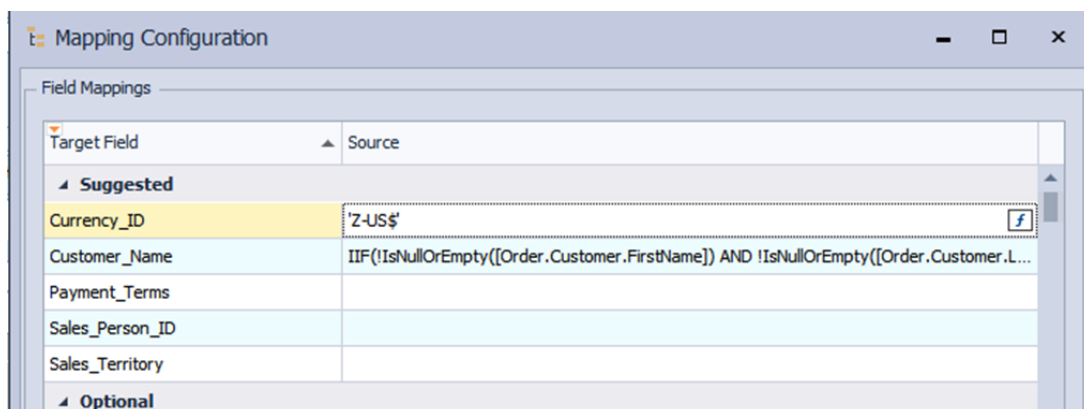 Mapping Configuration
Field Mappings
Target Field Source
Suggested
Currency_ID 'Z-US$'
Customer_Name IIF(!IsNullOrEmpty([Order.Customer.FirstName]) AND !IsNullOrEmpty([Order.Customer.L...
Payment_Terms
Sales_Person_ID
Sales_Territory
Optional